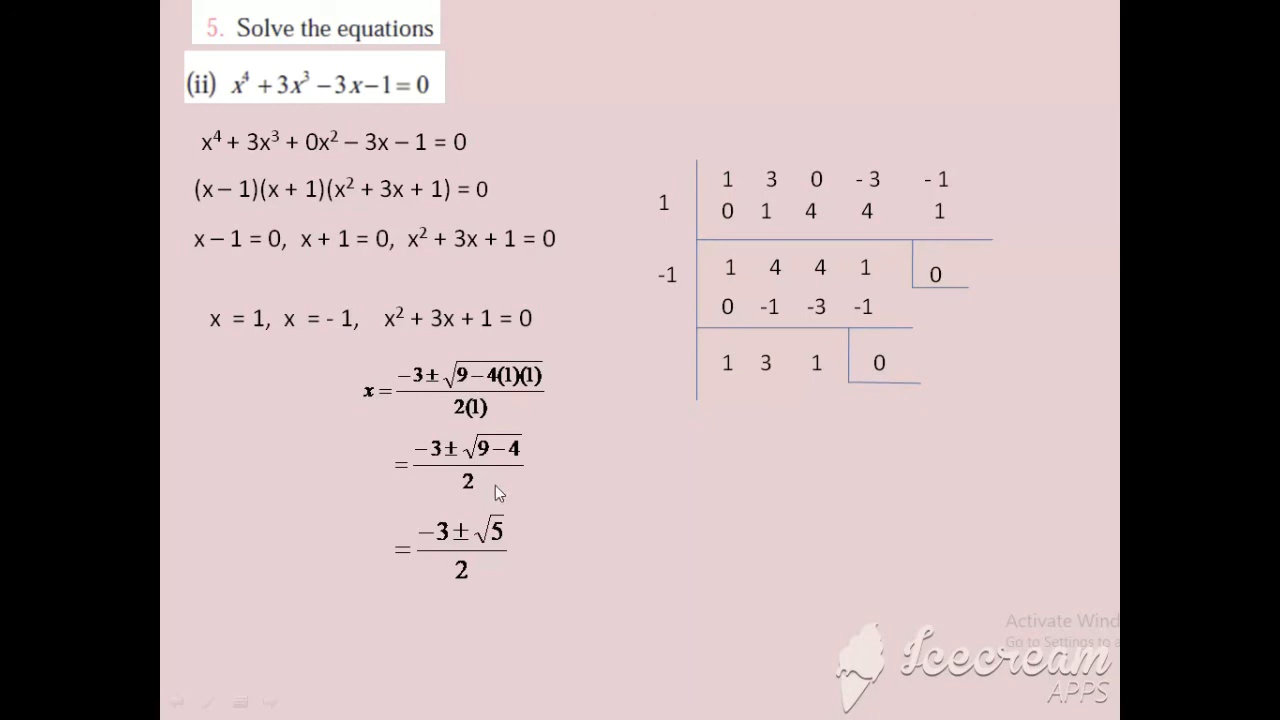 5. Solve the equations
(ii) x⁴ + 3x³ − 3x − 1 = 0
x⁴ + 3x³ + 0x² – 3x – 1 = 0
(x – 1)(x + 1)(x² + 3x + 1) = 0
x – 1 = 0, x + 1 = 0, x² + 3x + 1 = 0
x = 1, x = - 1, x² + 3x + 1 = 0
x = (−3 ± √(9 − 4(1)(1))) / 2(1)
= (−3 ± √(9 − 4)) / 2
= (−3 ± √5) / 2
1 3 0 - 3 - 1
1 0 1 4 4 1
-1 1 4 4 1 0
0 -1 -3 -1
1 3 1 0
Activate Wind
Go to Settings to a
Icecream
APPS